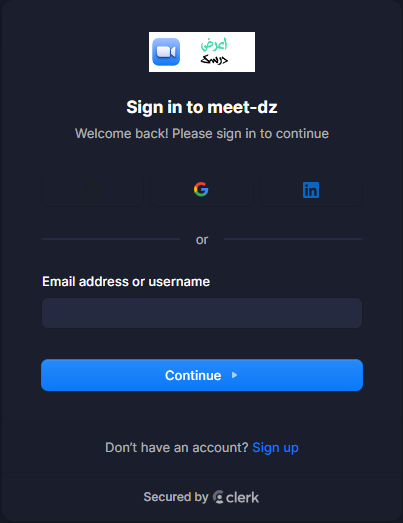 اعرض
درسك
Sign in to meet-dz
Welcome back! Please sign in to continue
or
Email address or username
Continue
Don't have an account? Sign up
Secured by clerk